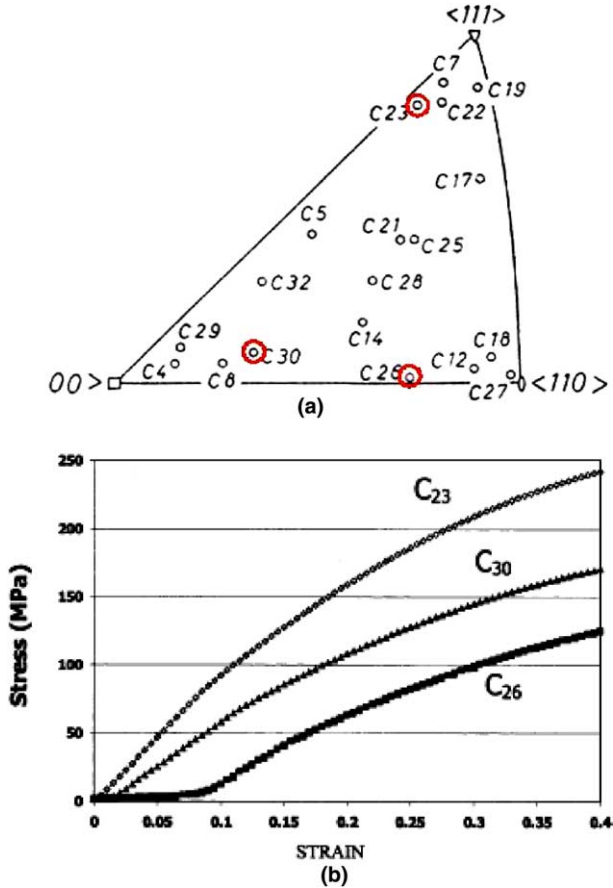 <111>
C7
C19
C23
C22
C17
C5
C21
C25
C32
C28
C14
C29
C30
C18
C4
C8
C26
C12
C27
00>
<110>
(a)
250
200
150
100
50
0
Stress (MPa)
C23
C30
C26
0 0.05 0.1 0.15 0.2 0.25 0.3 0.35 0.4
STRAIN
(b)